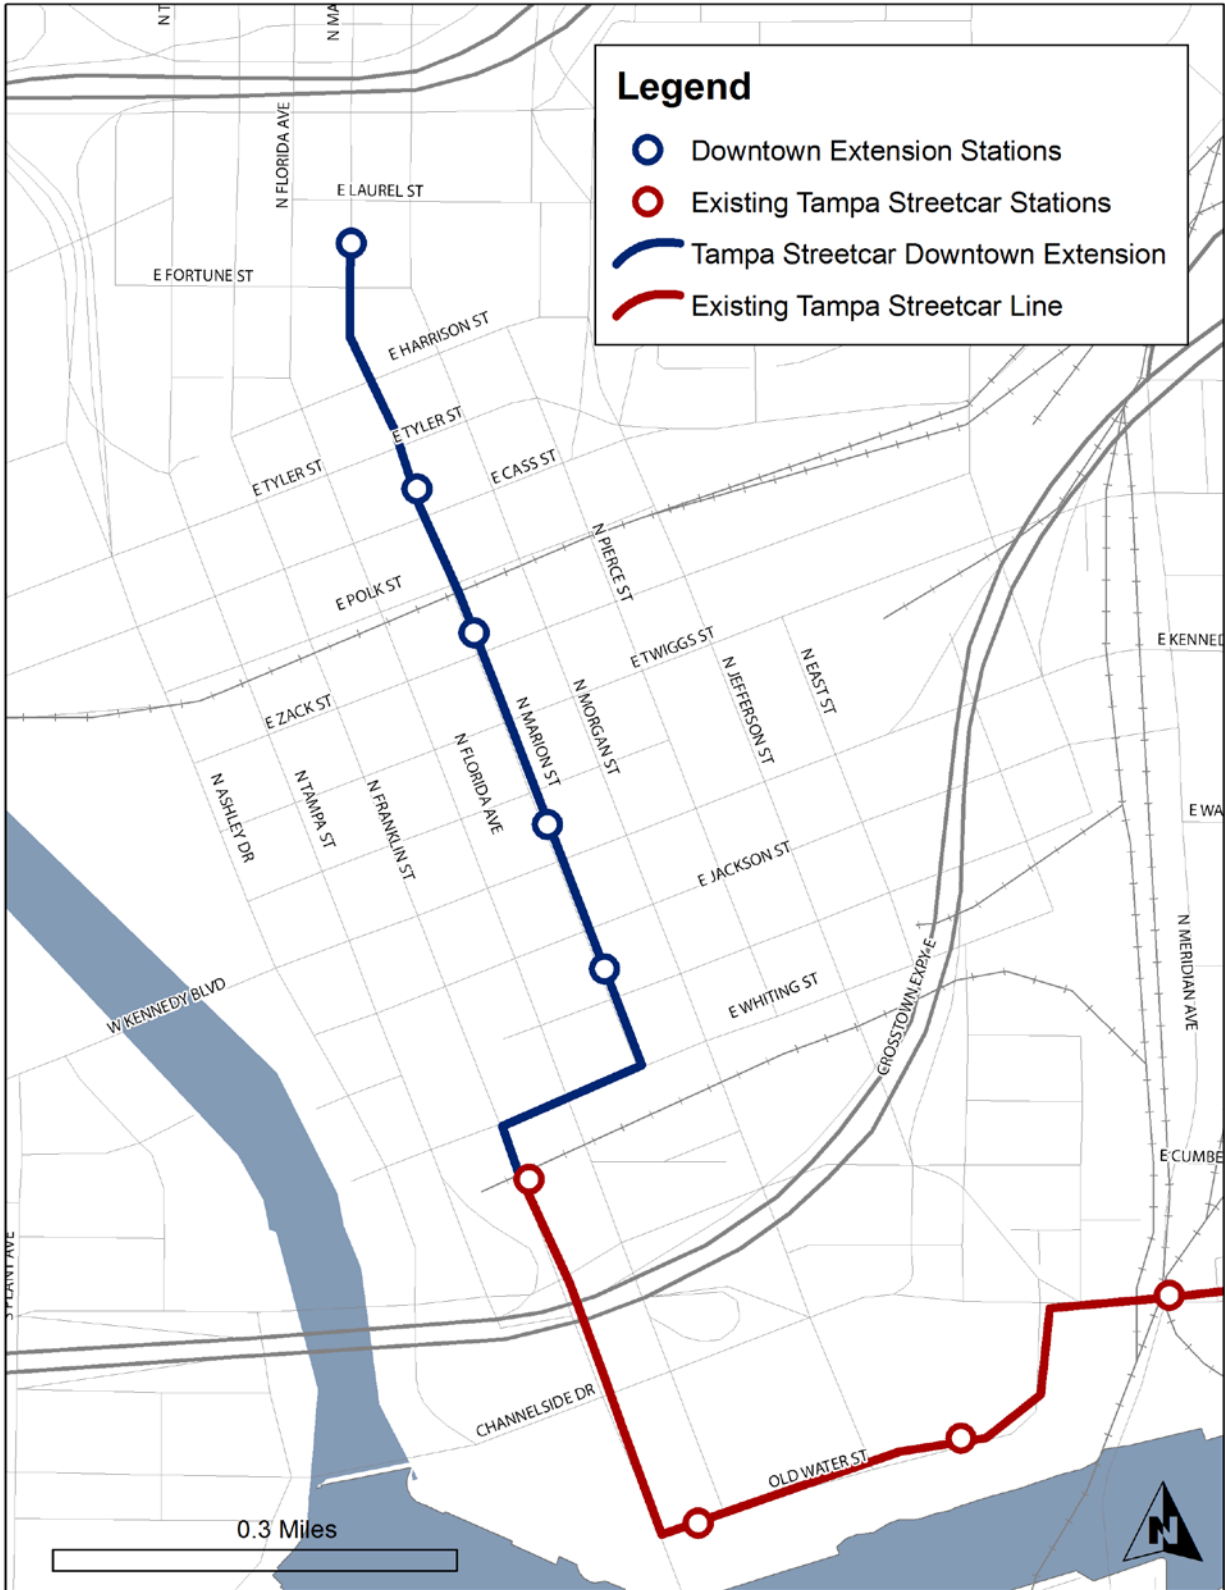 N T
N MA
Legend
Downtown Extension Stations
Existing Tampa Streetcar Stations
Tampa Streetcar Downtown Extension
Existing Tampa Streetcar Line
N FLORIDA AVE
E LAUREL ST
E FORTUNE ST
E HARRISON ST
E TYLER ST
E TYLER ST
E CASS ST
N PIERCE ST
E POLK ST
E TWIGGS ST
E KENNED
N EAST ST
N JEFFERSON ST
N MORGAN ST
N MARION ST
E ZACK ST
N FLORIDA AVE
N ASHLEY DR
N TAMPA ST
N FRANKLIN ST
E WA
E JACKSON ST
N MERIDIAN AVE
CROSSTOWN EXPY E
W KENNEDY BLVD
E WHITING ST
E CUMBE
S PLANT AVE
CHANNELSIDE DR
OLD WATER ST
0.3 Miles
N